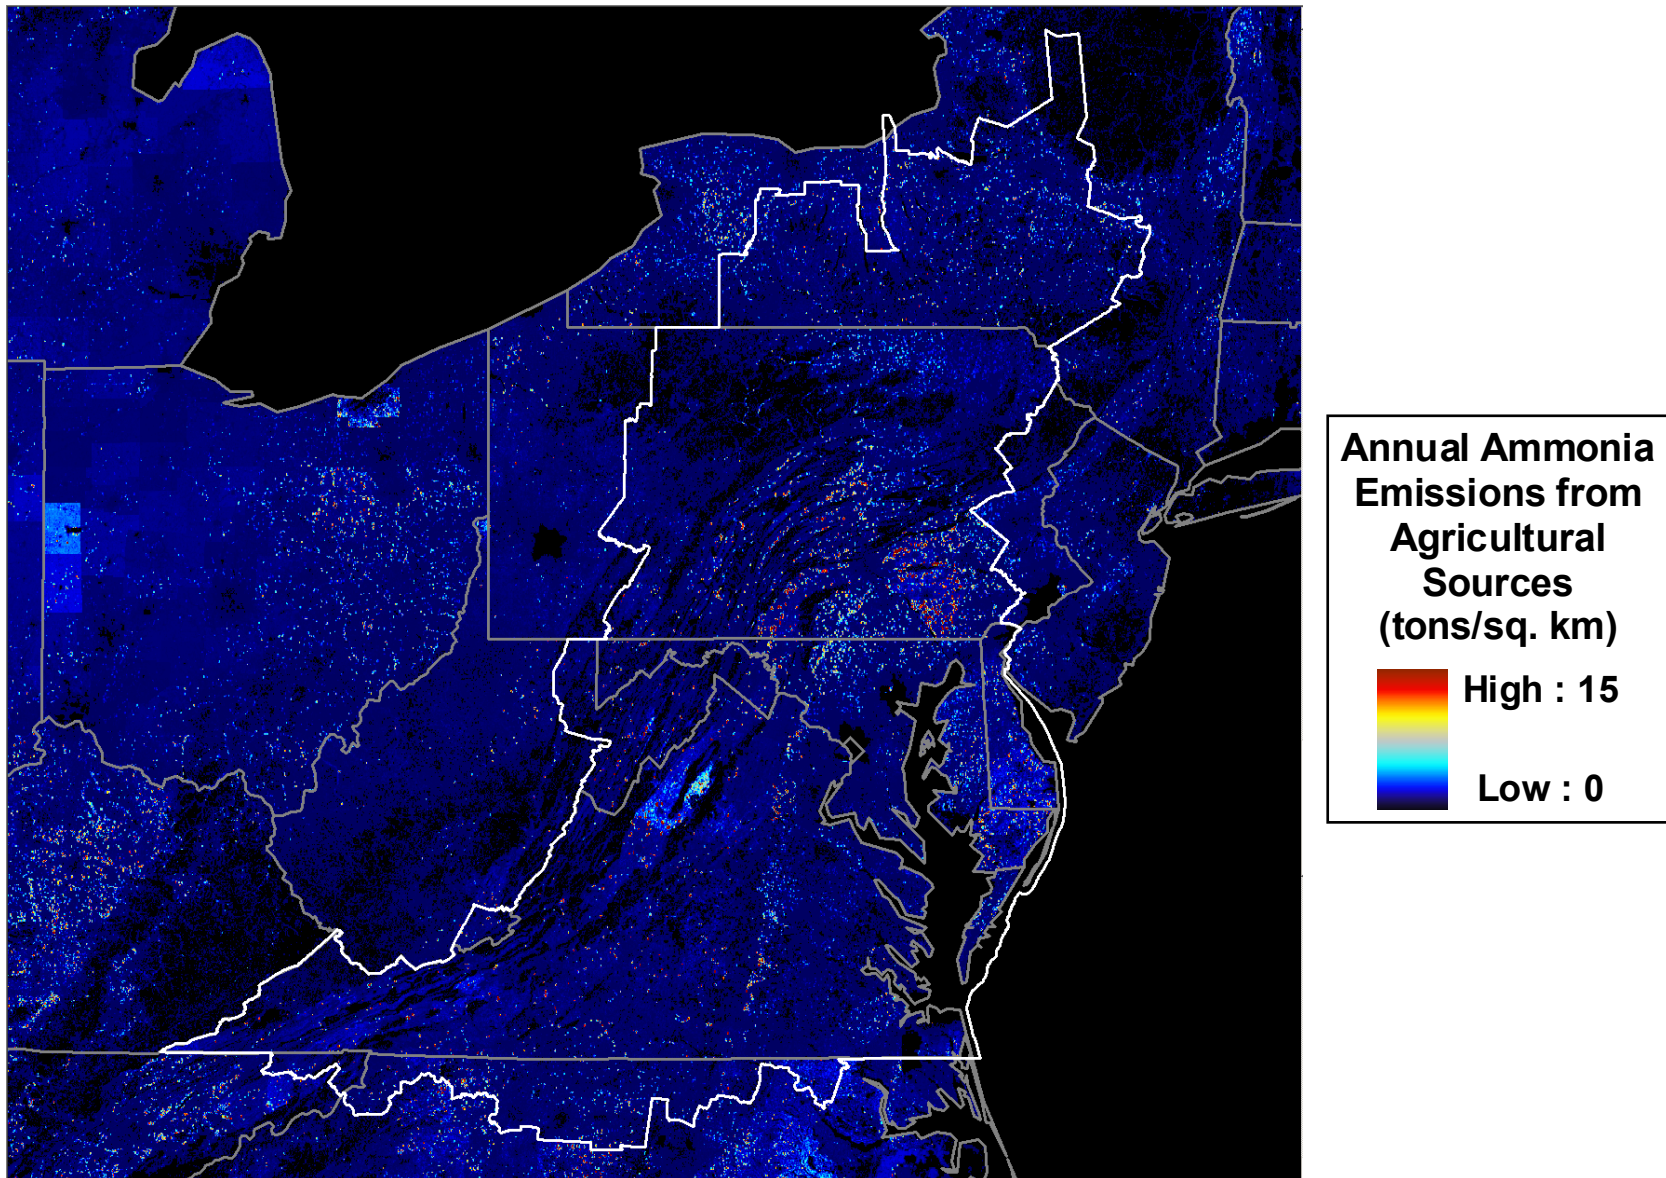 Annual Ammonia
Emissions from
Agricultural
Sources
(tons/sq. km)
High : 15
Low : 0